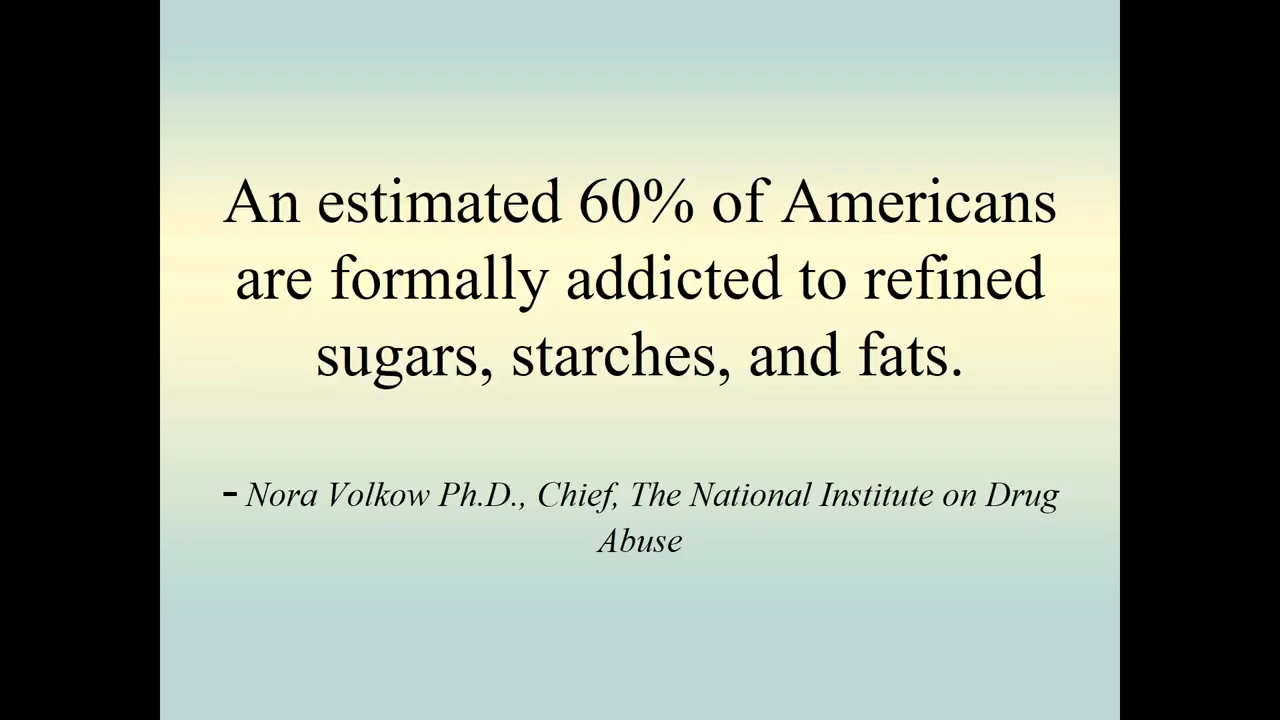 An estimated 60% of Americans
are formally addicted to refined
sugars, starches, and fats.
- Nora Volkow Ph.D., Chief, The National Institute on Drug
Abuse